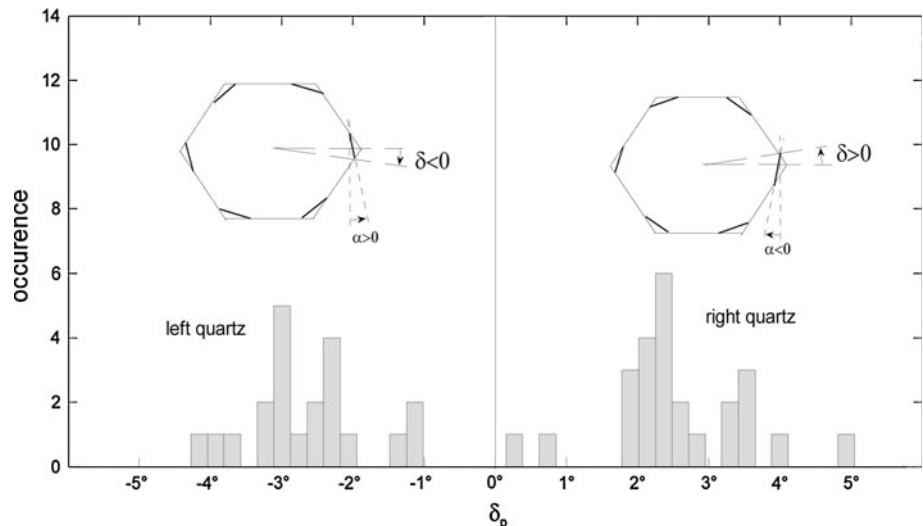 14
12
10
8
6
4
2
0
occurence
δ<0
α>0
δ>0
α<0
left quartz
right quartz
-5° -4° -3° -2° -1° 0° 1° 2° 3° 4° 5°
δp